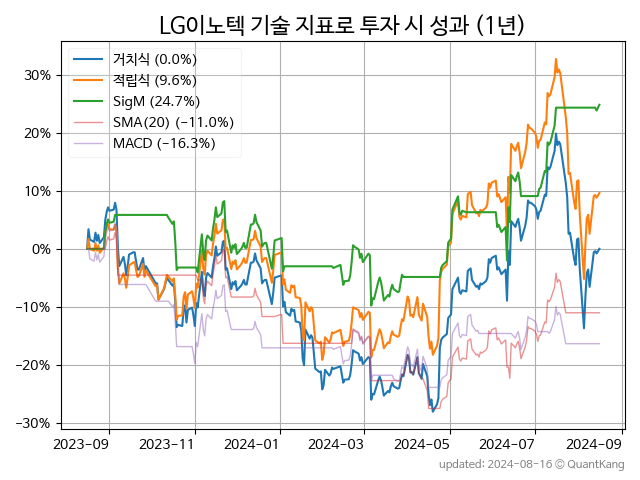 LG이노텍 기술 지표로 투자 시 성과 (1년)
거치식 (0.0%)
적립식 (9.6%)
SigM (24.7%)
SMA(20) (−11.0%)
MACD (−16.3%)
30%
20%
10%
0%
−10%
−20%
−30%
2023-09 2023-11 2024-01 2024-03 2024-05 2024-07 2024-09
updated: 2024-08-16 © QuantKang